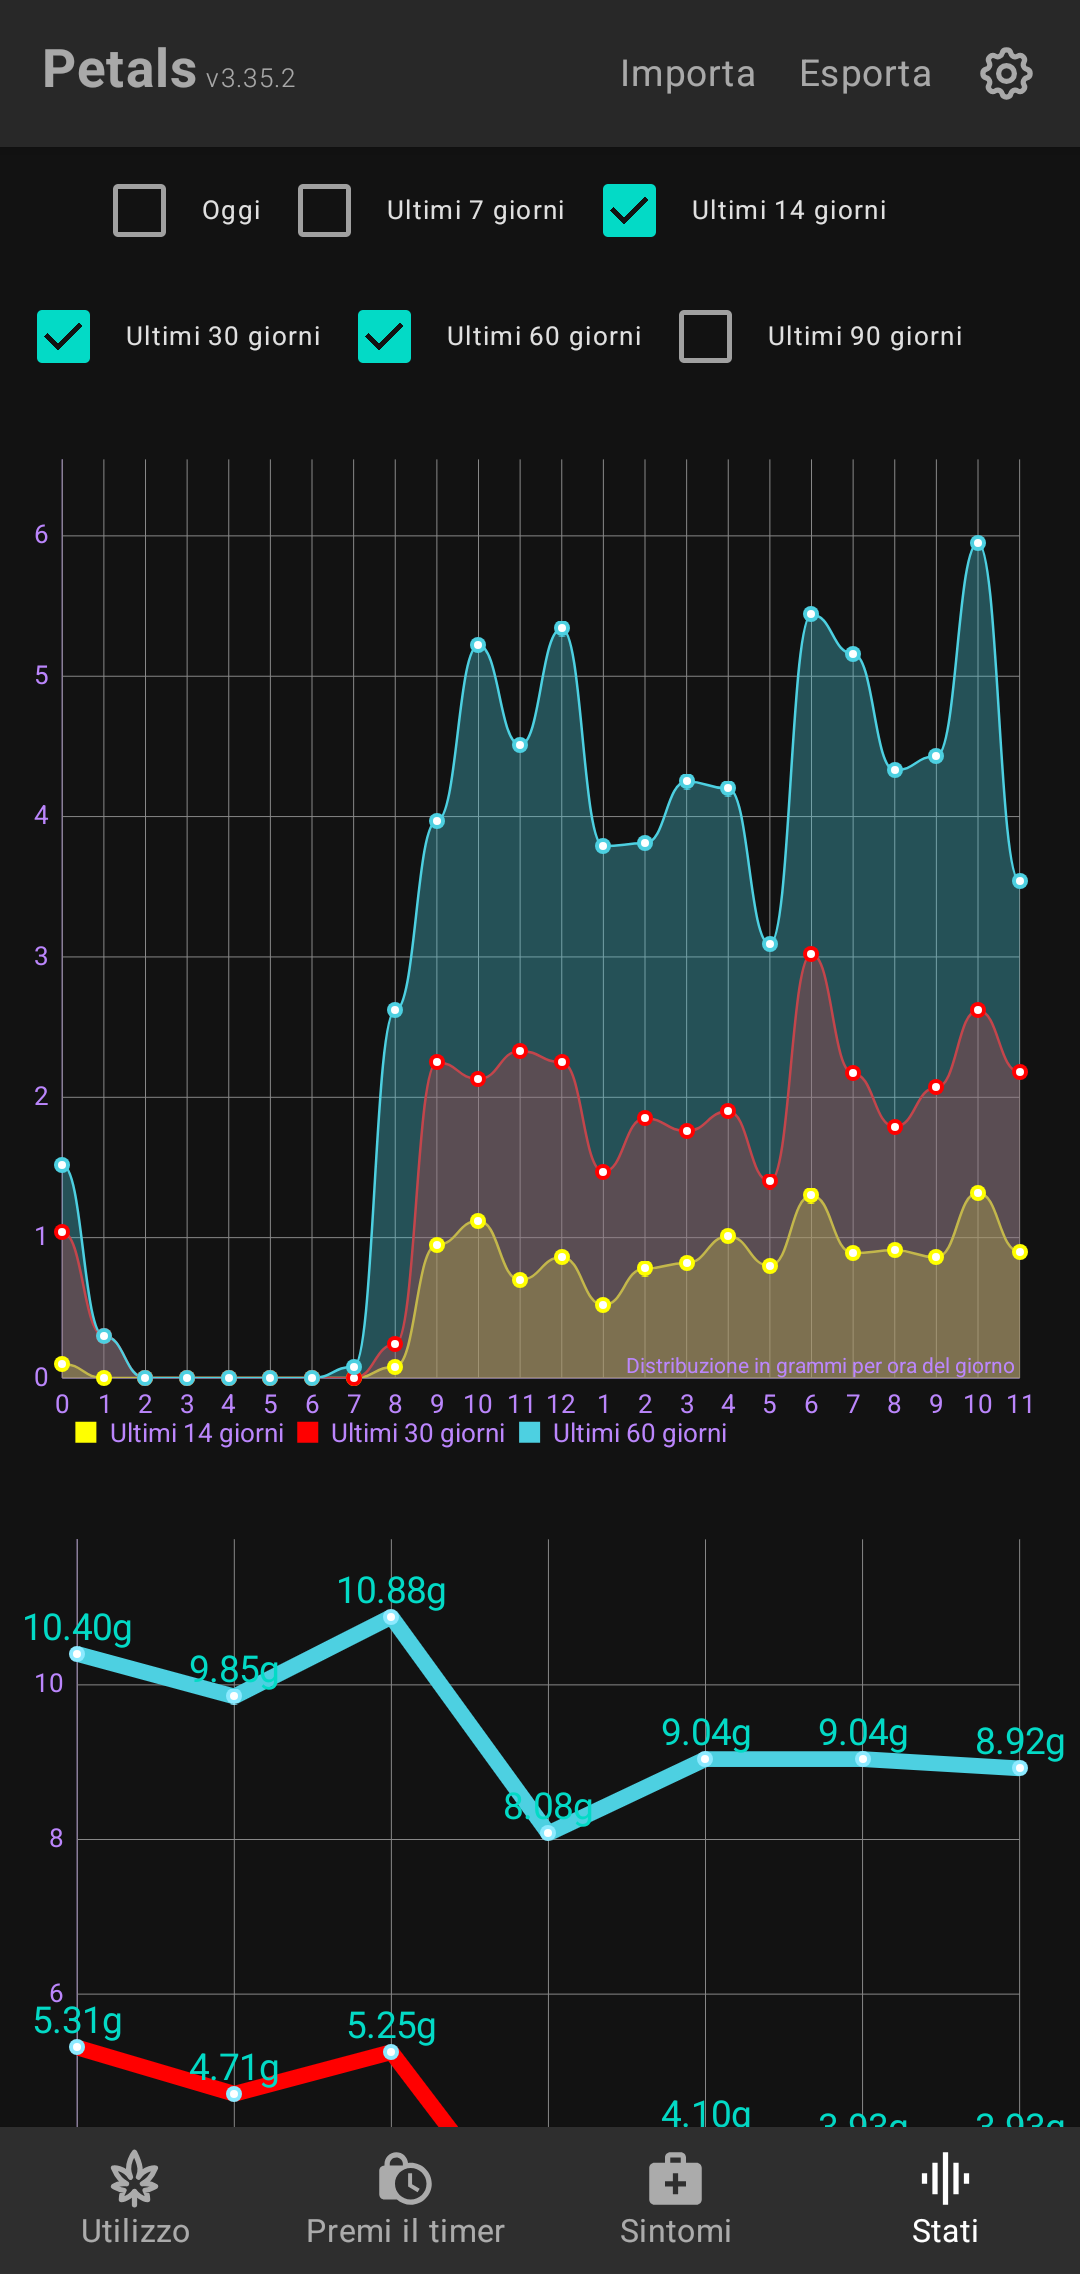 Petals v3.35.2 Importa Esporta
Oggi Ultimi 7 giorni Ultimi 14 giorni
Ultimi 30 giorni Ultimi 60 giorni Ultimi 90 giorni
6
5
4
3
2
1
0
Distribuzione in grammi per ora del giorno
0 1 2 3 4 5 6 7 8 9 10 11 12 1 2 3 4 5 6 7 8 9 10 11
Ultimi 14 giorni Ultimi 30 giorni Ultimi 60 giorni
10.88g
10.40g
9.85g
10
9.04g 9.04g 8.92g
8.08g
8
6
5.31g 5.25g
4.71g
4.10g 3.93g 3.93g
Utilizzo Premi il timer Sintomi Stati